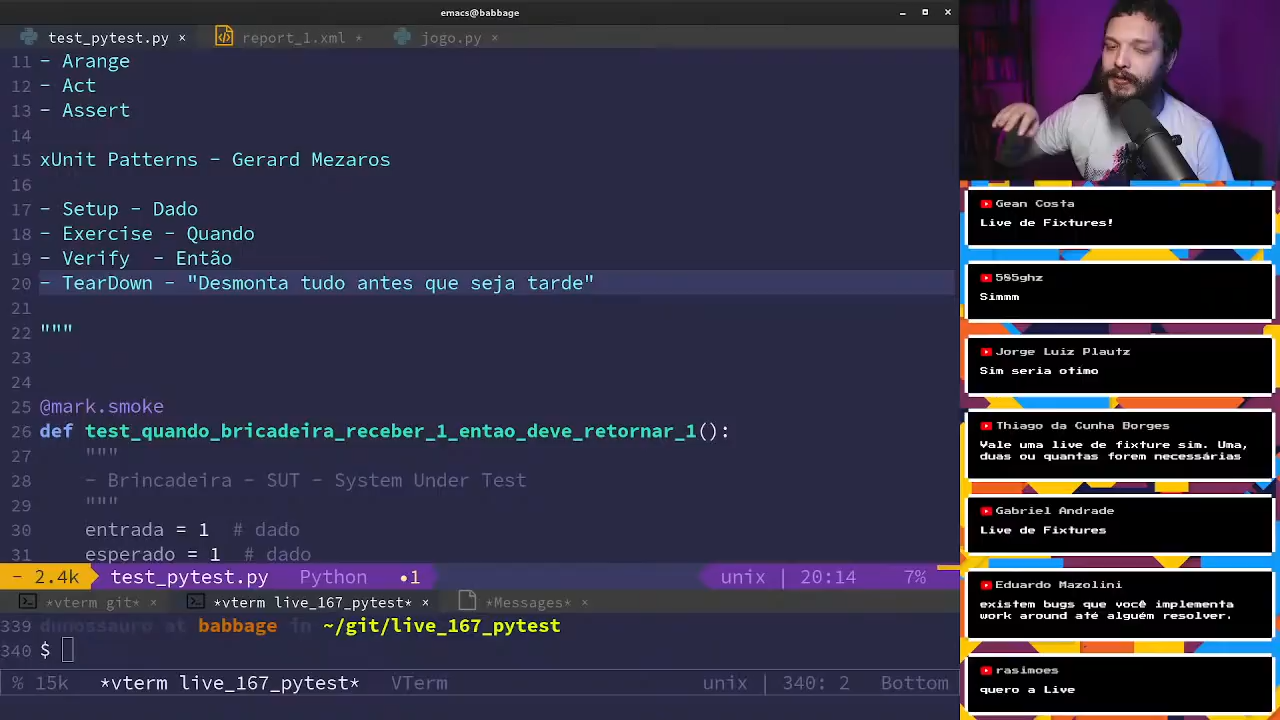 emacs@babbage
test_pytest.py ×
report_1.xml
jogo.py ×
11 - Arange
12 - Act
13 - Assert
14
15 xUnit Patterns - Gerard Mezaros
16
17 - Setup - Dado
18 - Exercise - Quando
19 - Verify - Então
20 - TearDown - "Desmonta tudo antes que seja tarde"
21
22 """
23
24
25 @mark.smoke
26 def test_quando_bricadeira_receber_1_entao_deve_retornar_1():
27 """
28 - Brincadeira - SUT - System Under Test
29 """
30 entrada = 1 # dado
31 esperado = 1 # dado
- 2.4k test_pytest.py Python •1 unix | 20:14 7%
*vterm git* × *vterm live_167_pytest* × *Messages* ×
339 dunossauro at babbage in ~/git/live_167_pytest
340 $
% 15k *vterm live_167_pytest* VTerm unix | 340: 2 Bottom
Gean Costa
Live de Fixtures!
585ghz
Simmm
Jorge Luiz Plautz
Sim seria otimo
Thiago da Cunha Borges
Vale uma live de fixture sim. Uma,
duas ou quantas forem necessárias
Gabriel Andrade
Live de Fixtures
Eduardo Mazolini
existem bugs que você implementa
work around até alguém resolver.
rasimoes
quero a Live